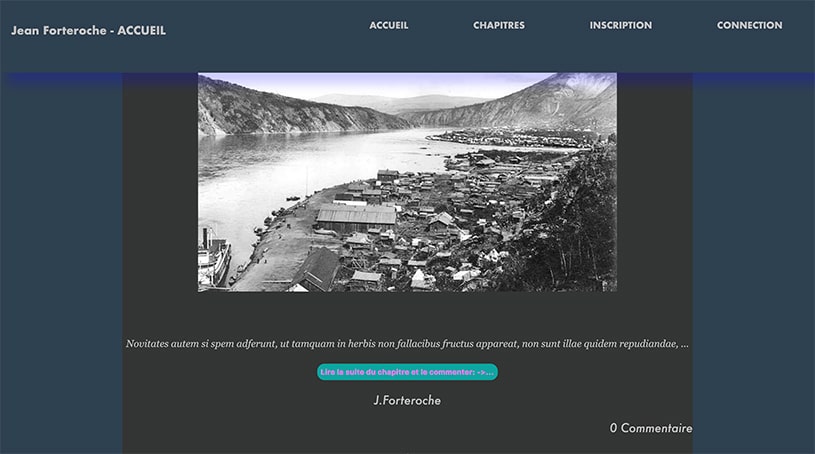 Jean Forteroche - ACCUEIL
ACCUEIL CHAPITRES INSCRIPTION CONNECTION
Novitates autem si spem adferunt, ut tamquam in herbis non fallacibus fructus appareat, non sunt illae quidem repudiandae, ...
Lire la suite du chapitre et le commenter: ->...
J.Forteroche
0 Commentaire